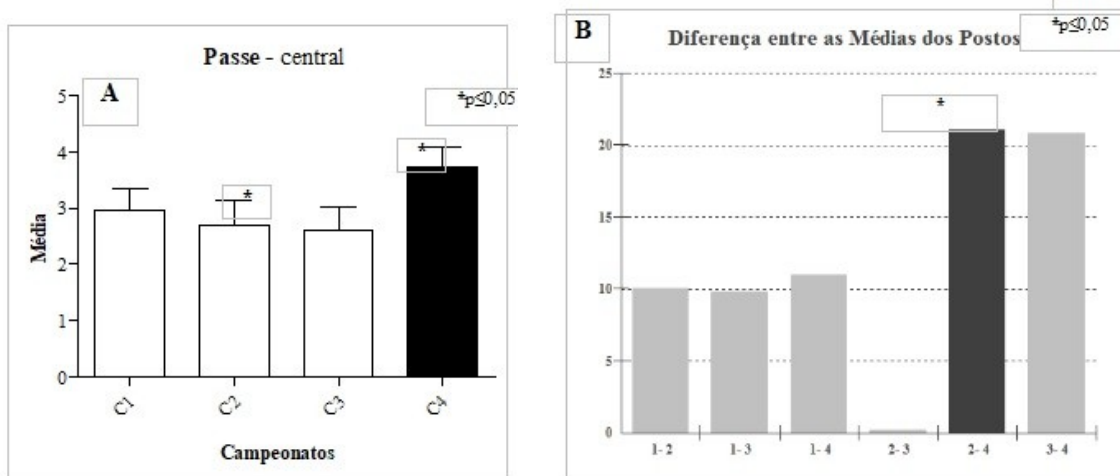 Passe - central
A
*p≤0,05
5
4
3
2
1
0
Média
*
*
C1 C2 C3 C4
Campeonatos
B
*p≤0,05
Diferença entre as Médias dos Postos
25
20
15
10
5
0
*
1- 2 1- 3 1- 4 2- 3 2- 4 3- 4